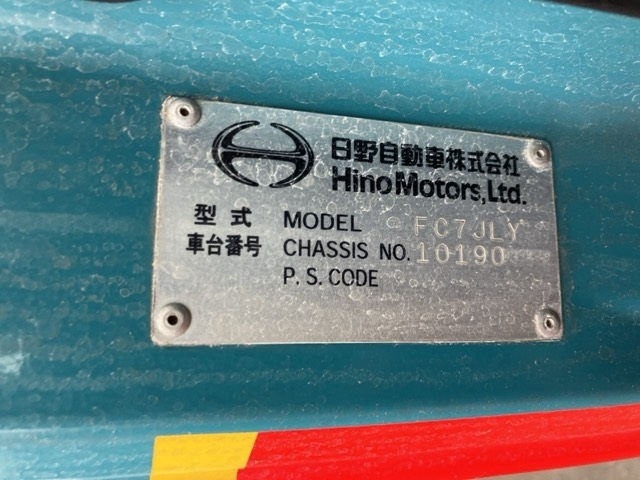 日野自動車株式会社
Hino Motors, Ltd.
型式 MODEL FC7JLY
車台番号 CHASSIS NO. 10190
P.S. CODE